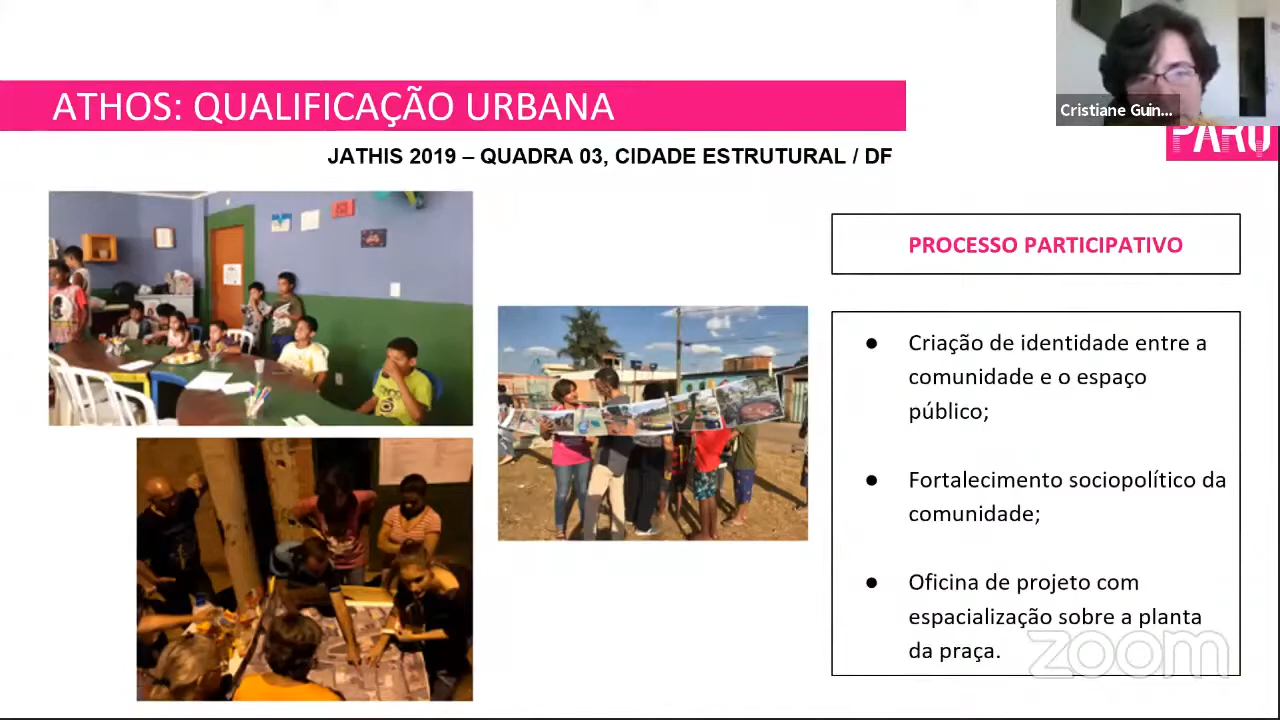 Cristiane Guin...
PARQ
ATHOS: QUALIFICAÇÃO URBANA
JATHIS 2019 – QUADRA 03, CIDADE ESTRUTURAL / DF
PROCESSO PARTICIPATIVO
● Criação de identidade entre a
comunidade e o espaço
público;
● Fortalecimento sociopolítico da
comunidade;
● Oficina de projeto com
espacialização sobre a planta
da praça.
zoom